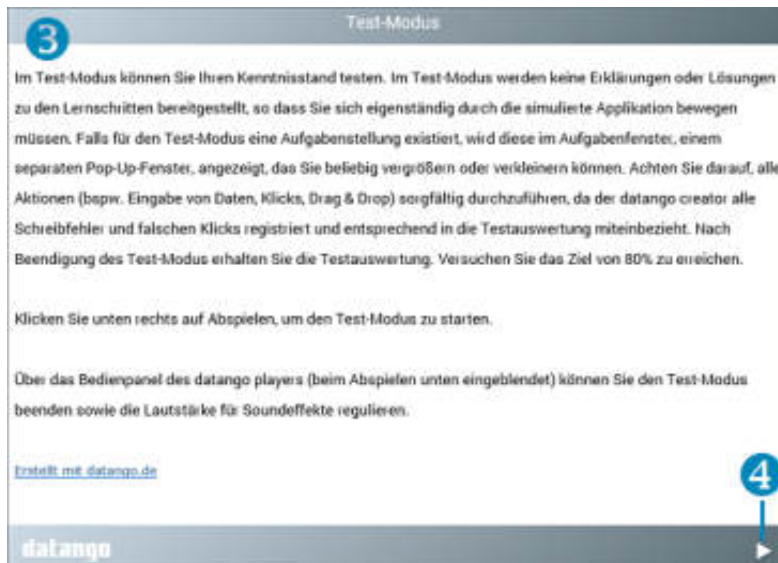 3
Test-Modus
Im Test-Modus können Sie Ihren Kenntnisstand testen. Im Test-Modus werden keine Erklärungen oder Lösungen
zu den Lernschritten bereitgestellt, so dass Sie sich eigenständig durch die simulierte Applikation bewegen
müssen. Falls für den Test-Modus eine Aufgabenstellung existiert, wird diese im Aufgabenfenster, einem
separaten Pop-Up-Fenster, angezeigt, das Sie beliebig vergrößern oder verkleinern können. Achten Sie darauf, alle
Aktionen (bspw. Eingabe von Daten, Klicks, Drag & Drop) sorgfältig durchzuführen, da der datango creator alle
Schreibfehler und falschen Klicks registriert und entsprechend in die Testauswertung miteinbezieht. Nach
Beendigung des Test-Modus erhalten Sie die Testauswertung. Versuchen Sie das Ziel von 80% zu erreichen.
Klicken Sie unten rechts auf Abspielen, um den Test-Modus zu starten.
Über das Bedienpanel des datango players (beim Abspielen unten eingeblendet) können Sie den Test-Modus
beenden sowie die Lautstärke für Soundeffekte regulieren.
Erstellt mit datango.de
4
datango